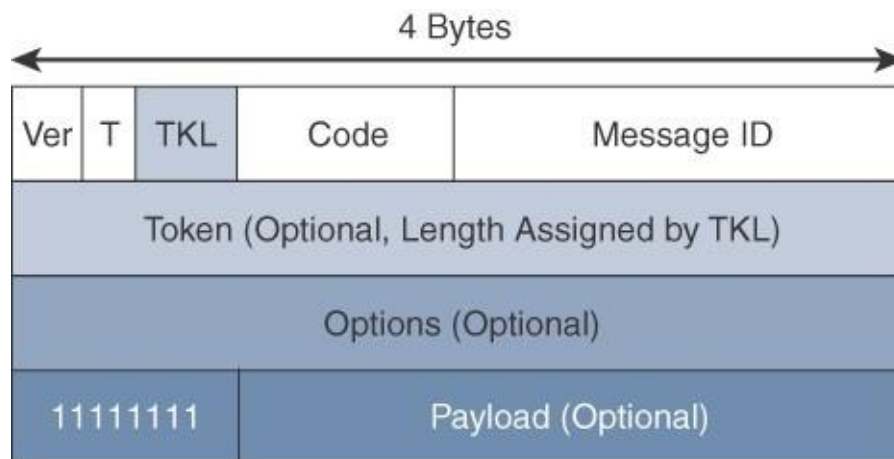 4 Bytes
Ver T TKL Code Message ID
Token (Optional, Length Assigned by TKL)
Options (Optional)
11111111 Payload (Optional)